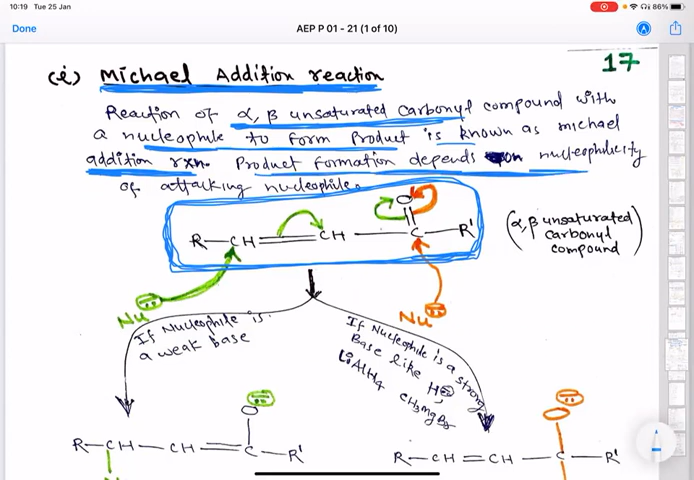 10:19 Tue 25 Jan
86%
Done
AEP P 01 - 21 (1 of 10)
17
(i) Michael Addition reaction
Reaction of α, β unsaturated Carbonyl compound with
a nucleophile to form Product is known as michael
addition rxn. Product formation depends on nucleophilicity
of attacking nucleophile.
O
R—CH=CH—C—R'
(α, β unsaturated
carbonyl
compound)
Nu
Nu
If Nucleophile is
a weak base
If Nucleophile is a strong
Base like H⊖,
LiAlH4 CH3MgBr
O
O
R—CH—CH=C—R'
R—CH=CH—C—R'